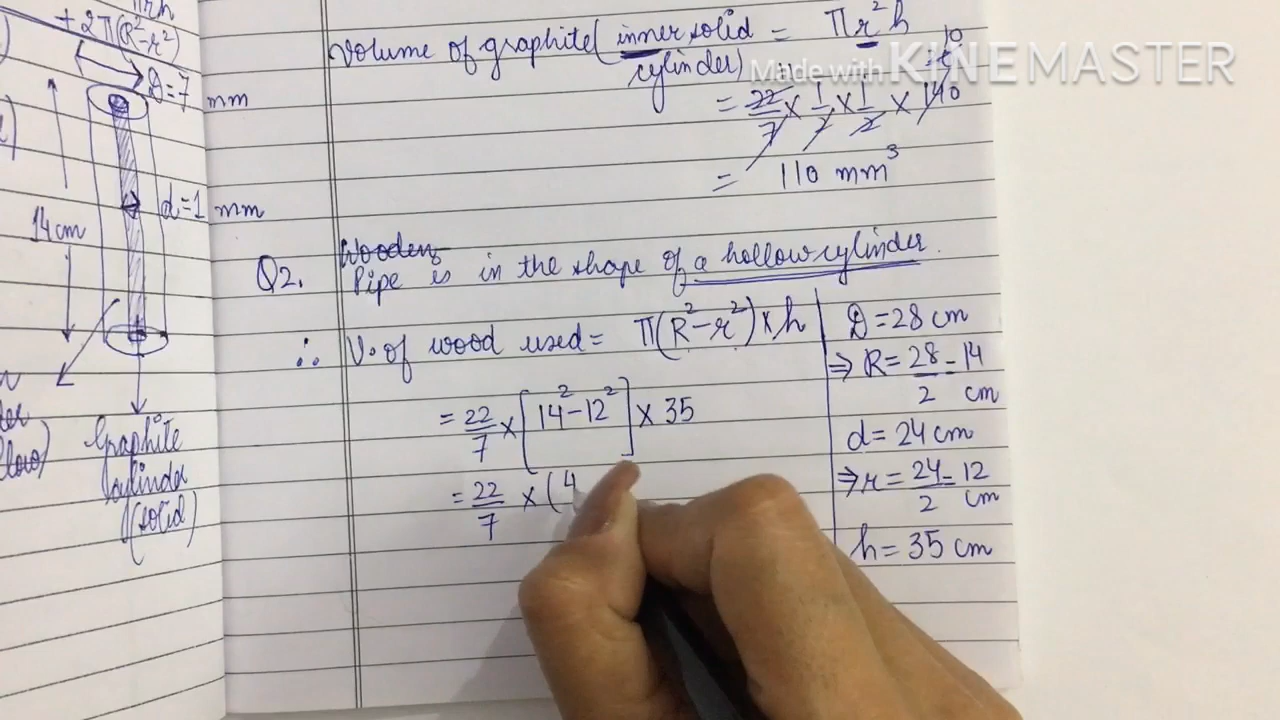 + 2π(R²-r²)
D=7 mm
d=1 mm
14cm
Graphite
cylinder
(solid)
Volume of graphite (inner solid = πr²h
cylinder)
Made with KINEMASTER
= 22/7 × 1/2 × 1/2 × 140
10
= 110 mm³
Wooden
Q2. Pipe is in the shape of a hollow cylinder.
∴ V. of wood used = π(R²-r²)×h
= 22/7 × [14²-12²] × 35
= 22/7 × (4
D=28 cm
⇒ R = 28/2 = 14 cm
d = 24 cm
⇒ r = 24/2 = 12 cm
h = 35 cm